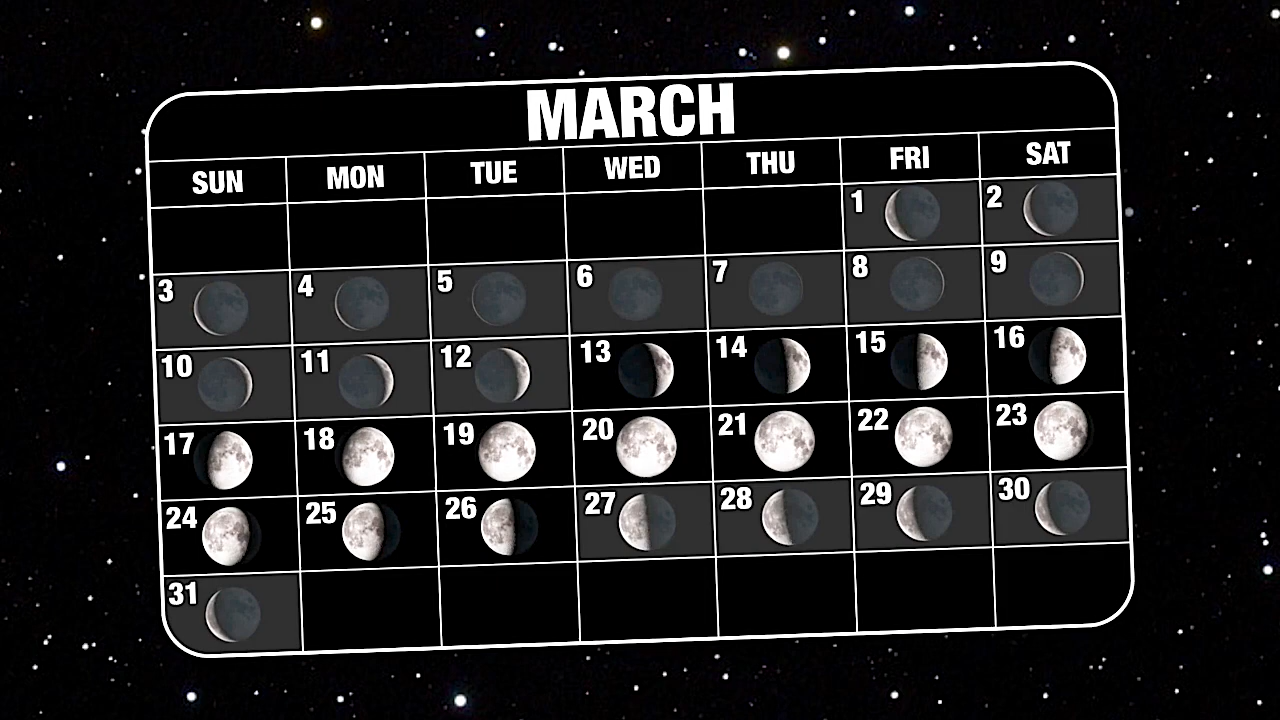 MARCH
SUN MON TUE WED THU FRI SAT
1 2
3 4 5 6 7 8 9
10 11 12 13 14 15 16
17 18 19 20 21 22 23
24 25 26 27 28 29 30
31